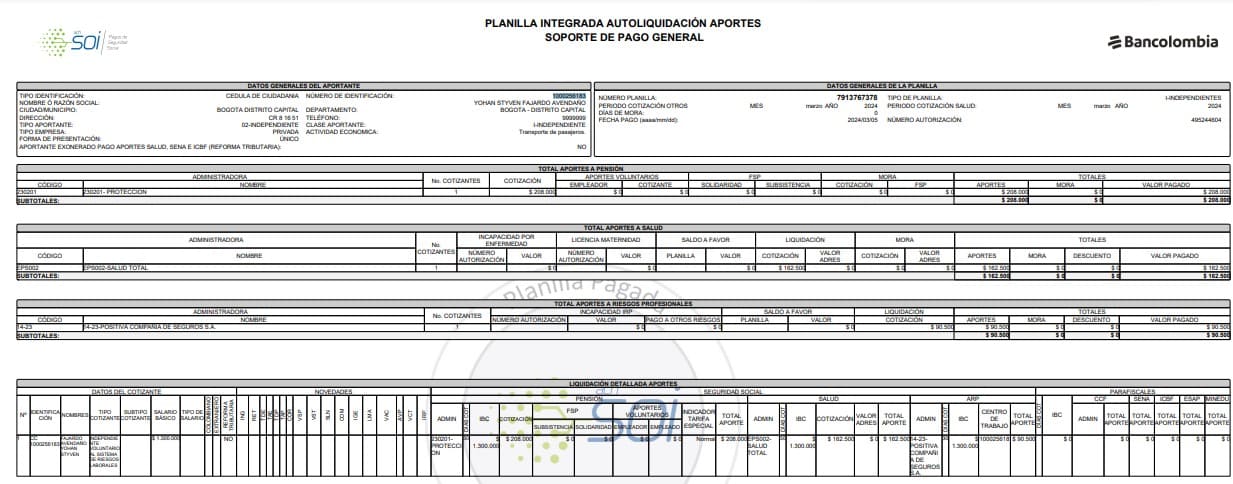 PLANILLA INTEGRADA AUTOLIQUIDACIÓN APORTES
SOPORTE DE PAGO GENERAL
SOI
Pago de Seguridad Social
Bancolombia
DATOS GENERALES DEL APORTANTE
TIPO IDENTIFICACIÓN: CEDULA DE CIUDADANIA NÚMERO DE IDENTIFICACIÓN: 1000256183
NOMBRE Ó RAZÓN SOCIAL: YOHAN STYVEN FAJARDO AVENDAÑO
CIUDAD/MUNICIPIO: BOGOTA DISTRITO CAPITAL DEPARTAMENTO: BOGOTA - DISTRITO CAPITAL
DIRECCIÓN: CR 8 16 51 TELÉFONO: 9999999
TIPO APORTANTE: 02-INDEPENDIENTE CLASE APORTANTE: I-INDEPENDIENTE
TIPO EMPRESA: PRIVADA ACTIVIDAD ECONOMICA: Transporte de pasajeros.
FORMA DE PRESENTACIÓN: ÚNICO
APORTANTE EXONERADO PAGO APORTES SALUD, SENA E ICBF (REFORMA TRIBUTARIA): NO
DATOS GENERALES DE LA PLANILLA
NÚMERO PLANILLA: 7913767378 TIPO DE PLANILLA: I-INDEPENDIENTES
PERIODO COTIZACIÓN OTROS MES marzo AÑO 2024 PERIODO COTIZACIÓN SALUD: MES marzo AÑO 2024
DÍAS DE MORA: 0
FECHA PAGO (aaaa/mm/dd): 2024/03/05 NÚMERO AUTORIZACIÓN: 495244604
TOTAL APORTES A PENSIÓN
ADMINISTRADORA No. COTIZANTES COTIZACIÓN APORTES VOLUNTARIOS FSP MORA TOTALES
CÓDIGO NOMBRE EMPLEADOR COTIZANTE SOLIDARIDAD SUBSISTENCIA COTIZACIÓN FSP APORTES MORA VALOR PAGADO
230201 230201- PROTECCION 1 $ 208.000 $ 0 $ 0 $ 0 $ 0 $ 0 $ 0 $ 208.000 $ 0 $ 208.000
SUBTOTALES: $ 208.000 $ 0 $ 208.000
TOTAL APORTES A SALUD
ADMINISTRADORA No. COTIZANTES INCAPACIDAD POR ENFERMEDAD LICENCIA MATERNIDAD SALDO A FAVOR LIQUIDACIÓN MORA TOTALES
CÓDIGO NOMBRE NÚMERO AUTORIZACIÓN VALOR NÚMERO AUTORIZACIÓN VALOR PLANILLA VALOR COTIZACIÓN VALOR ADRES COTIZACIÓN VALOR ADRES APORTES MORA DESCUENTO VALOR PAGADO
EPS002 EPS002-SALUD TOTAL 1 $ 0 $ 0 $ 0 $ 162.500 $ 0 $ 0 $ 0 $ 162.500 $ 0 $ 0 $ 162.500
SUBTOTALES: $ 162.500 $ 0 $ 0 $ 162.500
Planilla Pagada
TOTAL APORTES A RIESGOS PROFESIONALES
ADMINISTRADORA No. COTIZANTES INCAPACIDAD IRP SALDO A FAVOR LIQUIDACIÓN TOTALES
CÓDIGO NOMBRE NÚMERO AUTORIZACIÓN VALOR PAGO A OTROS RIESGOS PLANILLA VALOR COTIZACIÓN APORTES MORA DESCUENTO VALOR PAGADO
14-23 14-23-POSITIVA COMPAÑIA DE SEGUROS S.A. 1 $ 0 $ 0 $ 0 $ 90.500 $ 90.500 $ 0 $ 0 $ 90.500
SUBTOTALES: $ 90.500 $ 0 $ 0 $ 90.500
LIQUIDACIÓN DETALLADA APORTES
DATOS DEL COTIZANTE NOVEDADES SEGURIDAD SOCIAL PARAFISCALES
PENSIÓN SALUD ARP CCF SENA ICBF ESAP MINEDU
Nº IDENTIFICACIÓN NOMBRES TIPO COTIZANTE SUBTIPO COTIZANTE SALARIO BÁSICO TIPO DE SALARIO COLOMBIANO EXTRANJERO REFORMA TRIBUTARIA ING RET VSP VST SLN COM IGE LMA VAC AVP VCT IRP
ADMIN IBC COTIZACIÓN FSP SUBSISTENCIA SOLIDARIDAD APORTES VOLUNTARIOS EMPLEADOR EMPLEADO INDICADOR TARIFA ESPECIAL TOTAL APORTE
ADMIN IBC COTIZACIÓN VALOR ADRES TOTAL APORTE ADMIN IBC CENTRO DE TRABAJO TOTAL APORTE IBC ADMIN TOTAL APORTE TOTAL APORTE TOTAL APORTE TOTAL APORTE TOTAL APORTE
1 CC 1000256183 FAJARDO AVENDAÑO YOHAN STYVEN INDEPENDIENTE VOLUNTARIO AL SISTEMA DE RIESGOS LABORALES $ 1.300.000 NO
230201-PROTECCION $ 1.300.000 $ 208.000 $ 0 $ 0 $ 0 $ 0 Normal $ 208.000
EPS002-SALUD TOTAL $ 1.300.000 $ 162.500 $ 0 $ 162.500
14-23-POSITIVA COMPAÑIA DE SEGUROS S.A. $ 1.300.000 $ 90.500 $ 0 $ 0 $ 0 $ 0 $ 0 $ 0